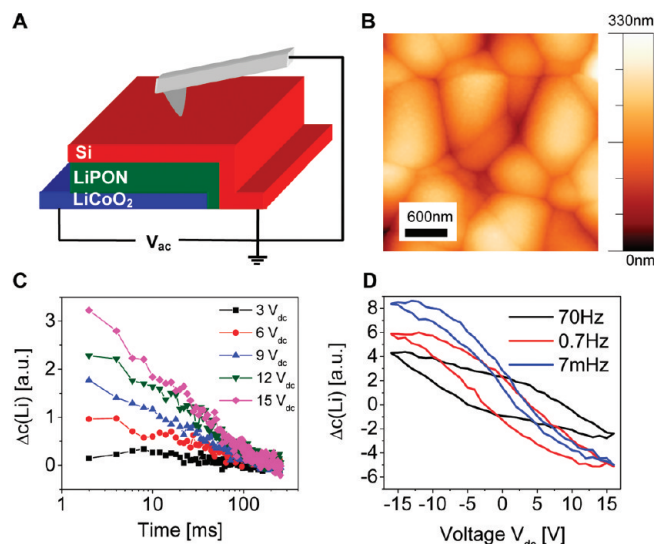 A
Si
LiPON
LiCoO₂
Vac
B
330nm
600nm
0nm
C
3 Vdc
6 Vdc
9 Vdc
12 Vdc
15 Vdc
Δc(Li) [a.u.]
3
2
1
0
1 10 100
Time [ms]
D
70Hz
0.7Hz
7mHz
Δc(Li) [a.u.]
8
6
4
2
0
-2
-4
-6
-15 -10 -5 0 5 10 15
Voltage Vdc [V]